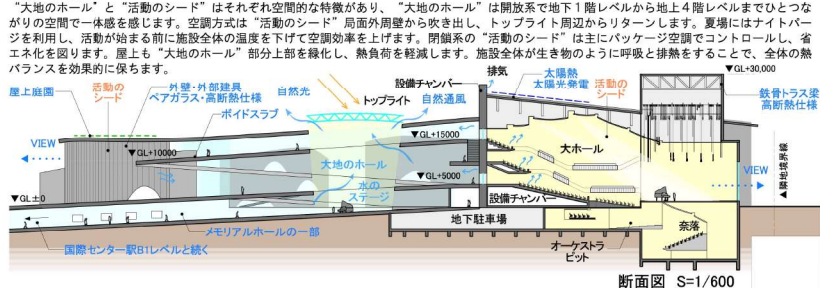 “大地のホール”と“活動のシード”はそれぞれ空間的な特徴があり、“大地のホール”は開放系で地下1階レベルから地上4階レベルまでひとつな
がりの空間で一体感を感じます。空調方式は“活動のシード”局面外周壁から吹き出し、トップライト周辺からリターンします。夏場にはナイトパー
ジを利用し、活動が始まる前に施設全体の温度を下げて空調効率を上げます。閉鎖系の“活動のシード”は主にパッケージ空調でコントロールし、省
エネ化を図ります。屋上も“大地のホール”部分上部を緑化し、熱負荷を軽減します。施設全体が生き物のように呼吸と排熱をすることで、全体の熱
バランスを効果的に保ちます。
▼GL+30,000
排気
設備チャンバー
太陽熱
太陽光発電
活動の
シード
自然光
トップライト
自然通風
外壁・外部建具
ペアガラス・高断熱仕様
活動の
シード
屋上庭園
鉄骨トラス梁
高断熱仕様
ボイドスラブ
▼GL+15000
▼GL+10000
大ホール
VIEW
VIEW
大地のホール
▼GL+5000
水の
ステージ
▼GL±0
設備チャンバー
▲隣地境界線
地下駐車場
奈落
メモリアルホールの一部
国際センター駅B1レベルと続く
オーケストラ
ピット
断面図 S=1/600